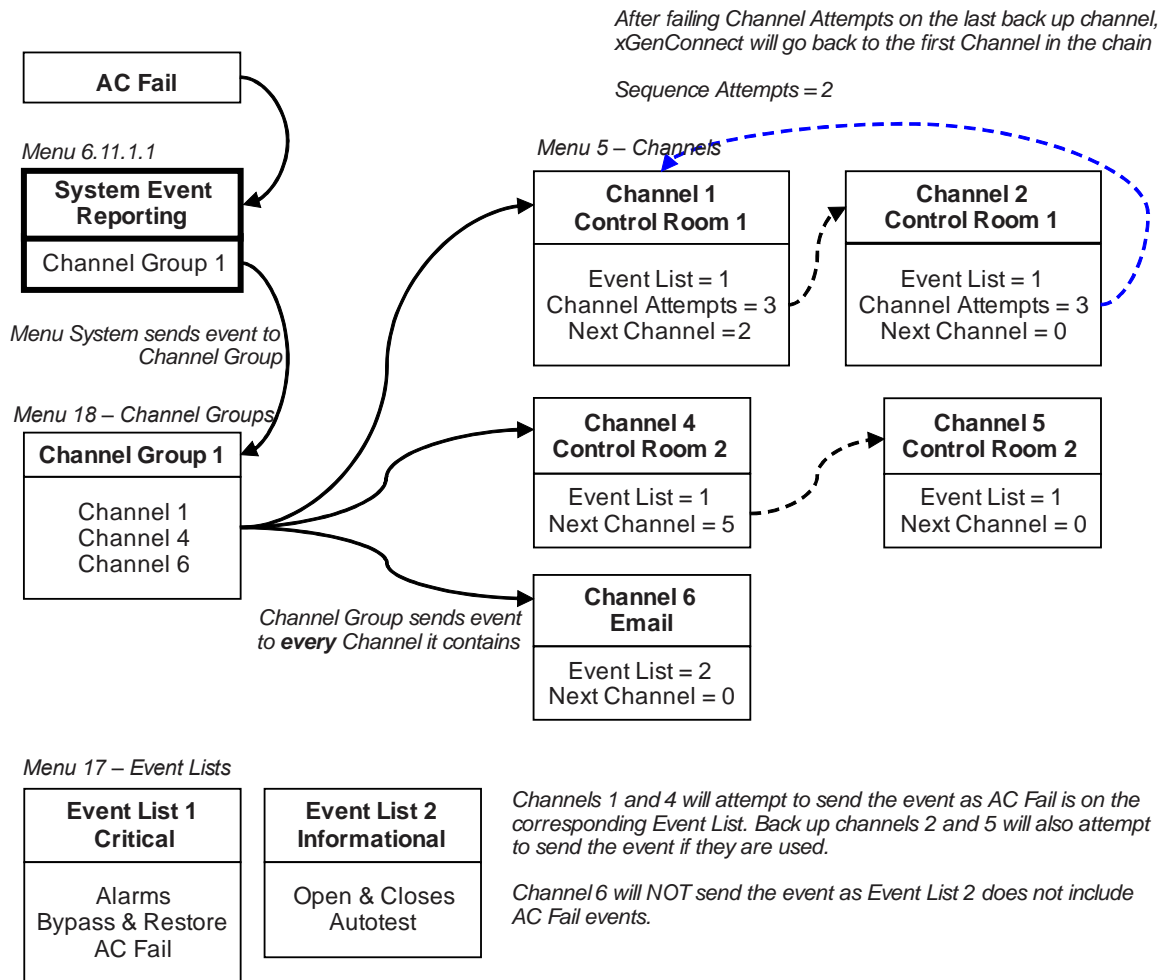 After failing Channel Attempts on the last back up channel,
xGenConnect will go back to the first Channel in the chain
Sequence Attempts = 2
AC Fail
Menu 6.11.1.1
System Event
Reporting
Channel Group 1
Menu System sends event to
Channel Group
Menu 18 – Channel Groups
Channel Group 1
Channel 1
Channel 4
Channel 6
Channel Group sends event
to every Channel it contains
Menu 5 – Channels
Channel 1
Control Room 1
Event List = 1
Channel Attempts = 3
Next Channel =2
Channel 2
Control Room 1
Event List = 1
Channel Attempts = 3
Next Channel = 0
Channel 4
Control Room 2
Event List = 1
Next Channel = 5
Channel 5
Control Room 2
Event List = 1
Next Channel = 0
Channel 6
Email
Event List = 2
Next Channel = 0
Menu 17 – Event Lists
Event List 1
Critical
Alarms
Bypass & Restore
AC Fail
Event List 2
Informational
Open & Closes
Autotest
Channels 1 and 4 will attempt to send the event as AC Fail is on the
corresponding Event List. Back up channels 2 and 5 will also attempt
to send the event if they are used.
Channel 6 will NOT send the event as Event List 2 does not include
AC Fail events.